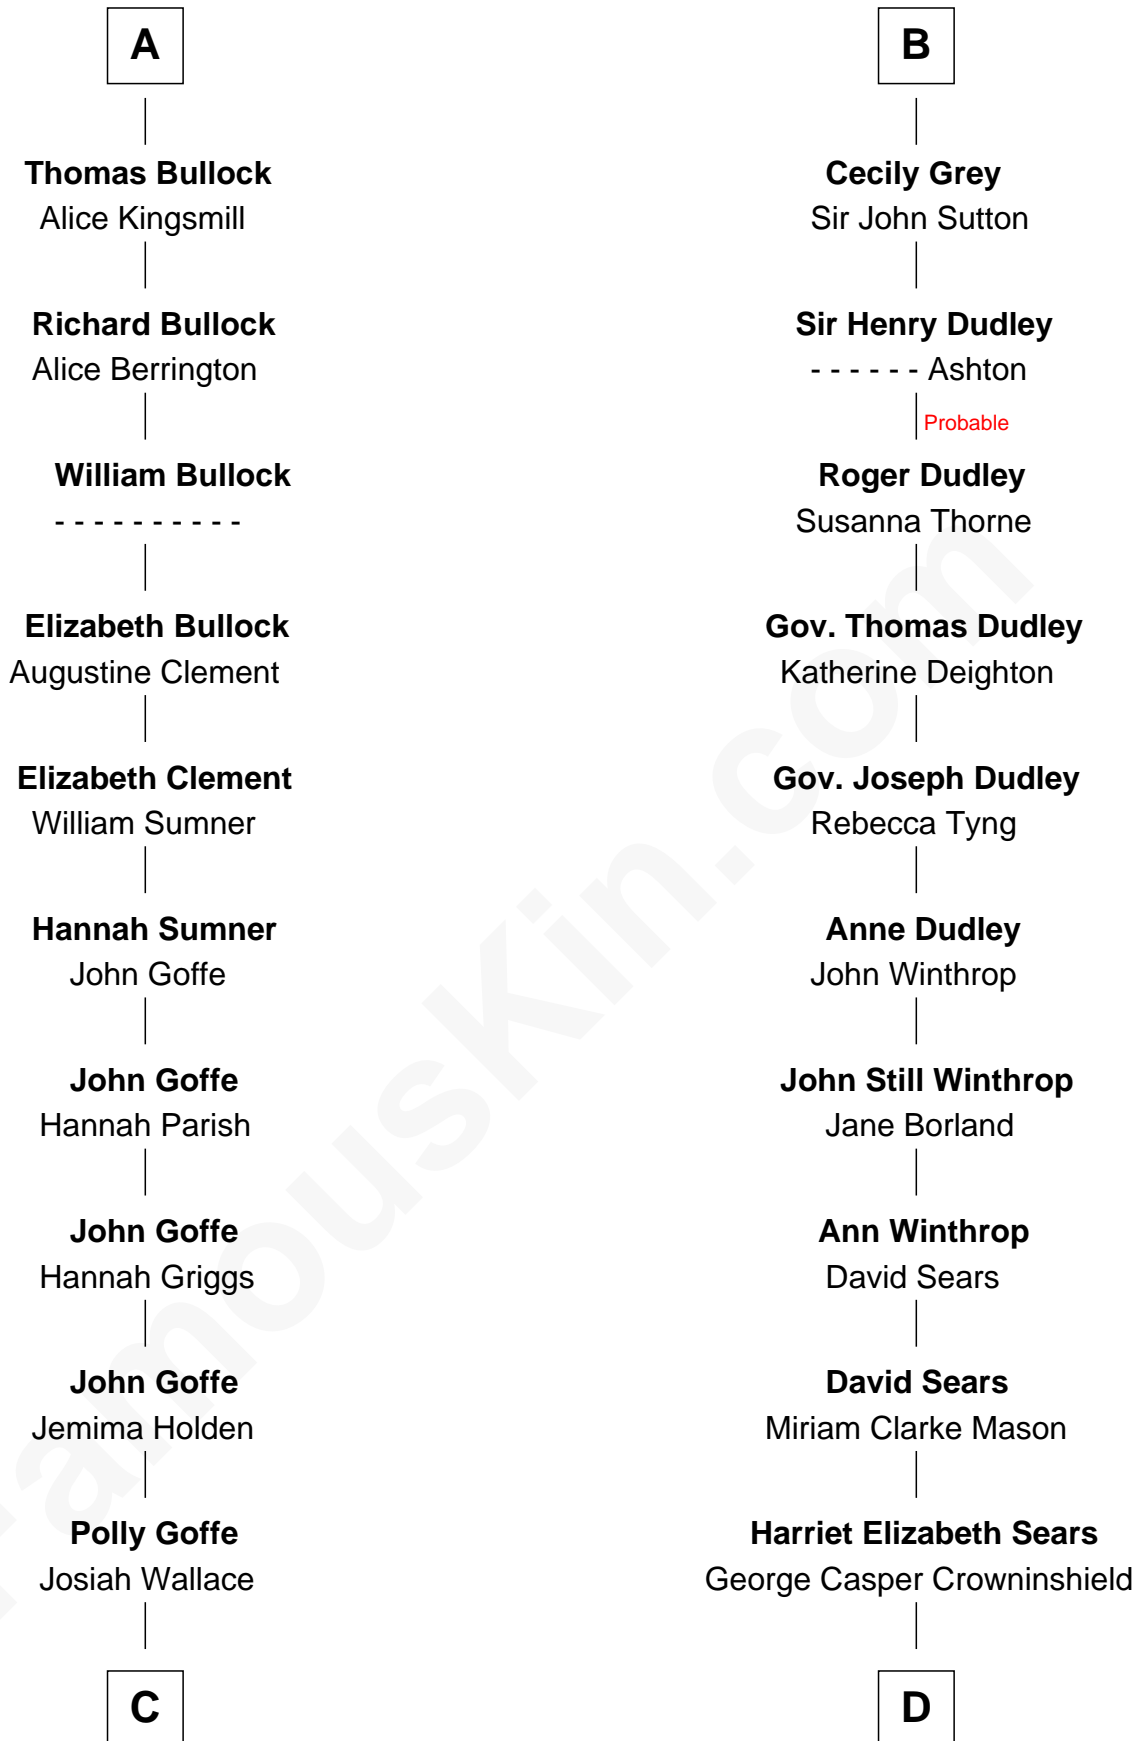 A
Thomas Bullock
Alice Kingsmill
Richard Bullock
Alice Berrington
William Bullock
- - - - - - - - - -
Elizabeth Bullock
Augustine Clement
Elizabeth Clement
William Sumner
Hannah Sumner
John Goffe
John Goffe
Hannah Parish
John Goffe
Hannah Griggs
John Goffe
Jemima Holden
Polly Goffe
Josiah Wallace
C
B
Cecily Grey
Sir John Sutton
Sir Henry Dudley
- - - - - - Ashton
Probable
Roger Dudley
Susanna Thorne
Gov. Thomas Dudley
Katherine Deighton
Gov. Joseph Dudley
Rebecca Tyng
Anne Dudley
John Winthrop
John Still Winthrop
Jane Borland
Ann Winthrop
David Sears
David Sears
Miriam Clarke Mason
Harriet Elizabeth Sears
George Casper Crowninshield
D
FamousKin.com